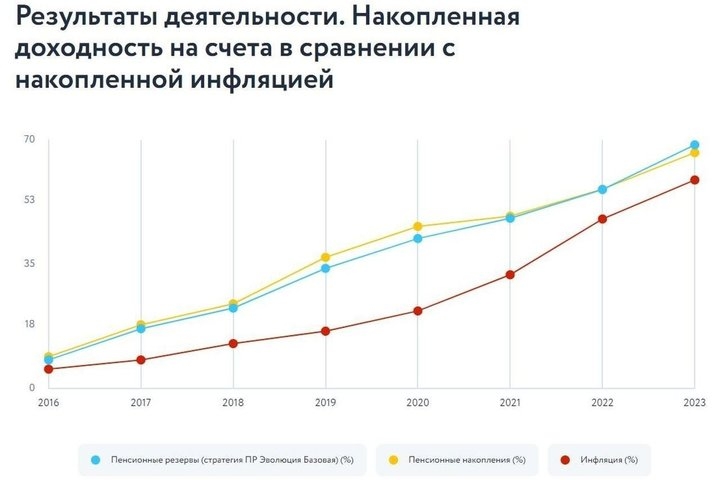 Результаты деятельности. Накопленная
доходность на счета в сравнении с
накопленной инфляцией
70
53
35
18
0
2016 2017 2018 2019 2020 2021 2022 2023
Пенсионные резервы (стратегия ПР Эволюция Базовая) (%) Пенсионные накопления (%) Инфляция (%)